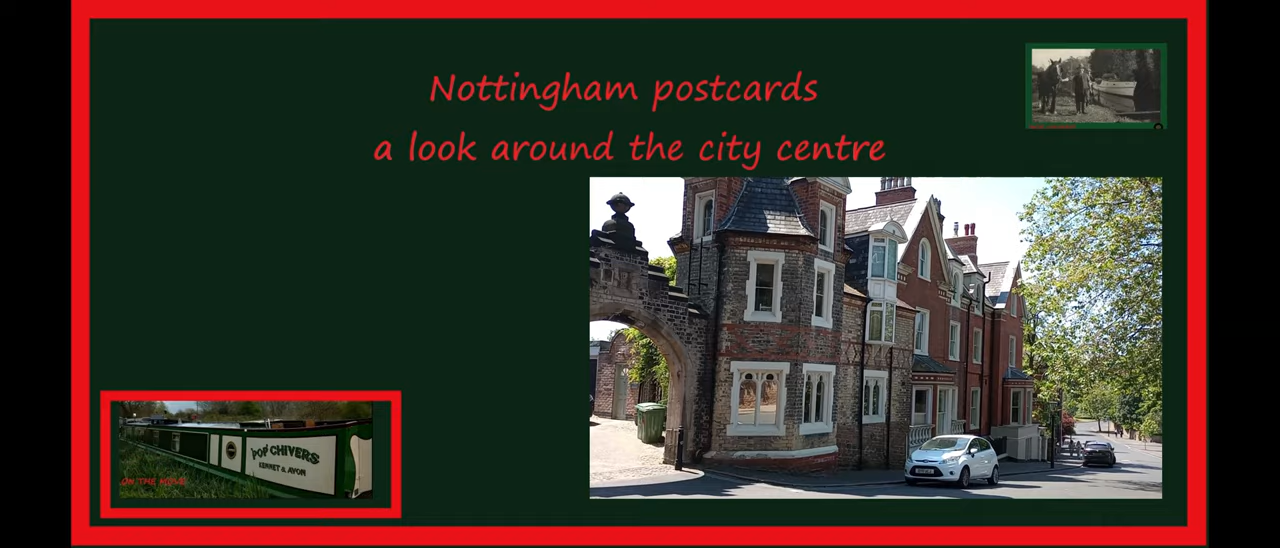 Nottingham postcards
a look around the city centre
'POP' CHIVERS
KENNET & AVON
ON THE MOVE